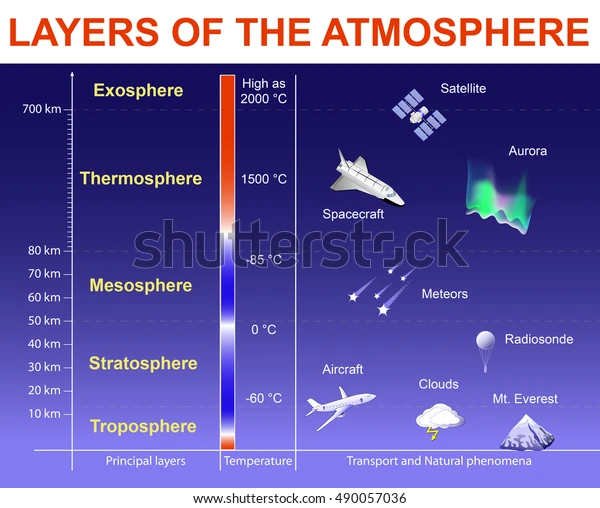 LAYERS OF THE ATMOSPHERE
Exosphere
High as
2000 °C
Satellite
700 km
Aurora
Thermosphere
1500 °C
Spacecraft
80 km
-85 °C
70 km
Mesosphere
60 km
Meteors
50 km
0 °C
40 km
Radiosonde
30 km
Stratosphere
Aircraft
20 km
Clouds
-60 °C
Mt. Everest
10 km
Troposphere
Principal layers
Temperature
Transport and Natural phenomena
shutterstock
www.shutterstock.com · 490057036